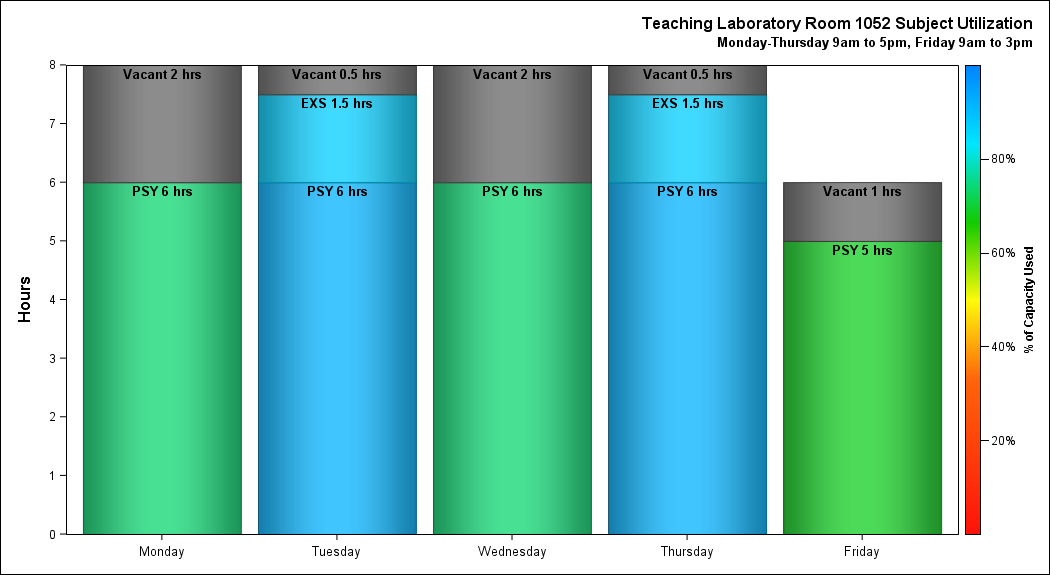 Teaching Laboratory Room 1052 Subject Utilization
Monday-Thursday 9am to 5pm, Friday 9am to 3pm
Hours
8
7
6
5
4
3
2
1
0
Vacant 2 hrs
PSY 6 hrs
Vacant 0.5 hrs
EXS 1.5 hrs
PSY 6 hrs
Vacant 2 hrs
PSY 6 hrs
Vacant 0.5 hrs
EXS 1.5 hrs
PSY 6 hrs
Vacant 1 hrs
PSY 5 hrs
Monday
Tuesday
Wednesday
Thursday
Friday
80%
60%
40%
20%
% of Capacity Used